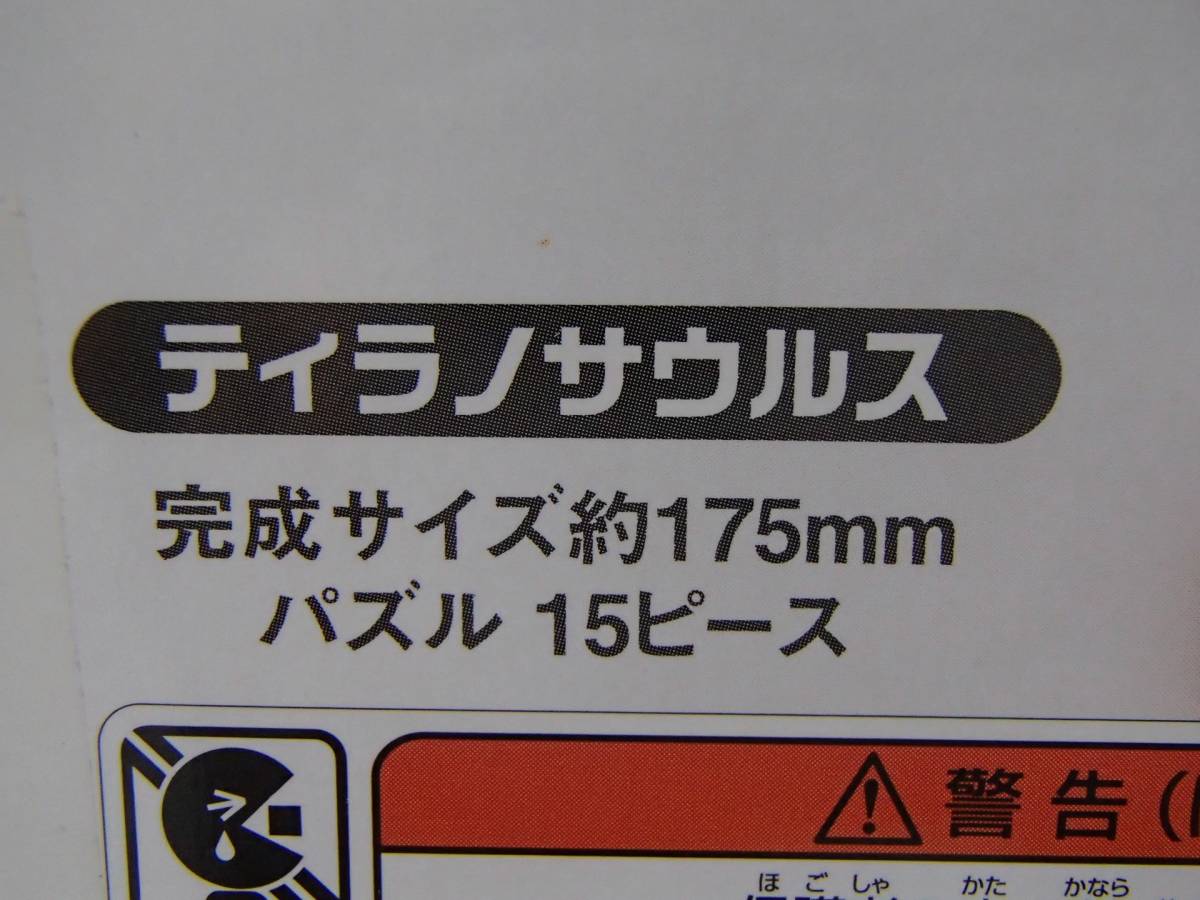 ティラノサウルス
完成サイズ約175mm
パズル 15ピース
警告(
ほごしゃ かた かなら